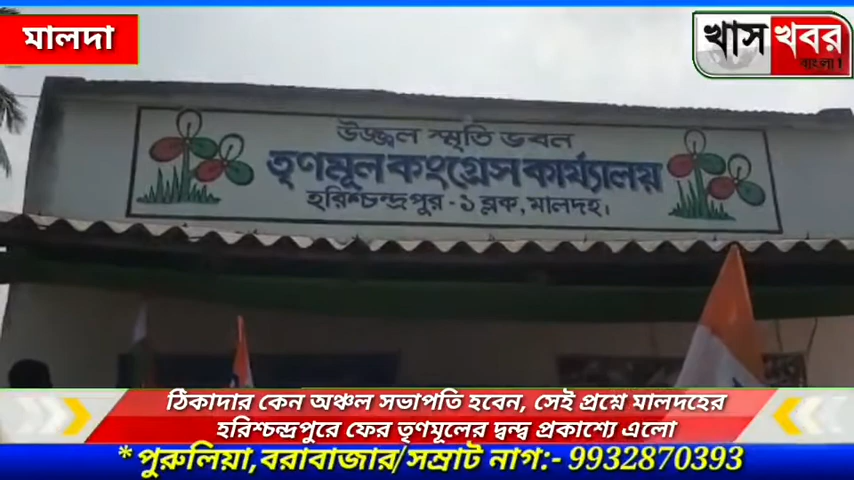 মালদা
খাস খবর
বাংলা
উজ্জ্বল স্মৃতি ভবন
তৃণমূল কংগ্রেস কার্য্যালয়
হরিশ্চন্দ্রপুর - ১ ব্লক, মালদহ।
ঠিকাদার কেন অঞ্চল সভাপতি হবেন, সেই প্রশ্নে মালদহের
হরিশ্চন্দ্রপুরে ফের তৃণমূলের দ্বন্দ্ব প্রকাশ্যে এলো
* পুরুলিয়া,বরাবাজার/সম্রাট নাগ:- 9932870393